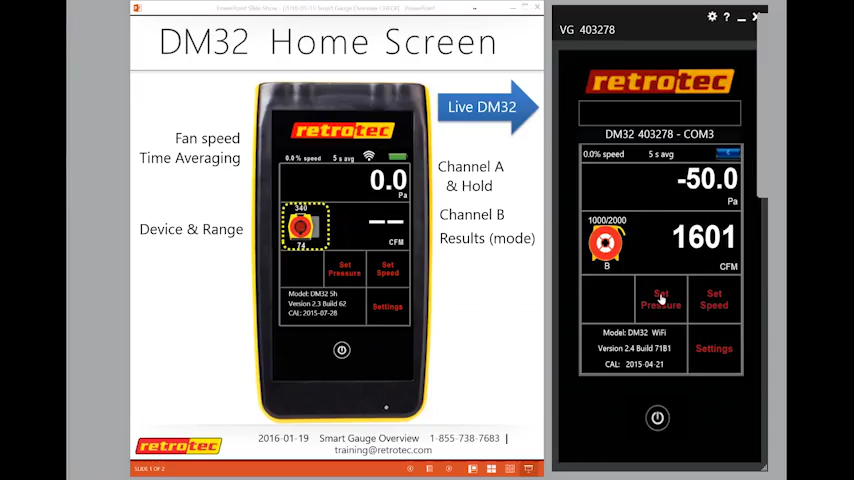 PowerPoint Slide Show - [2016-01-19 Smart Gauge Overview CHECK] - PowerPoint
DM32 Home Screen
Live DM32
Fan speed
Time Averaging
Device & Range
retrotec
0.0 % speed 5 s avg
0.0
Pa
340
74
--
CFM
Set Pressure
Set Speed
Model: DM32 5h
Version 2.3 Build 62
CAL: 2015-07-28
Settings
Channel A
& Hold
Channel B
Results (mode)
retrotec
2016-01-19 Smart Gauge Overview 1-855-738-7683 |
training@retrotec.com
SLIDE 1 OF 2
VG 403278
?
retrotec
DM32 403278 - COM3
0.0% speed 5 s avg
-50.0
Pa
1000/2000
B
1601
CFM
Set Pressure
Set Speed
Model: DM32 WiFi
Version 2.4 Build 71B1
CAL: 2015-04-21
Settings